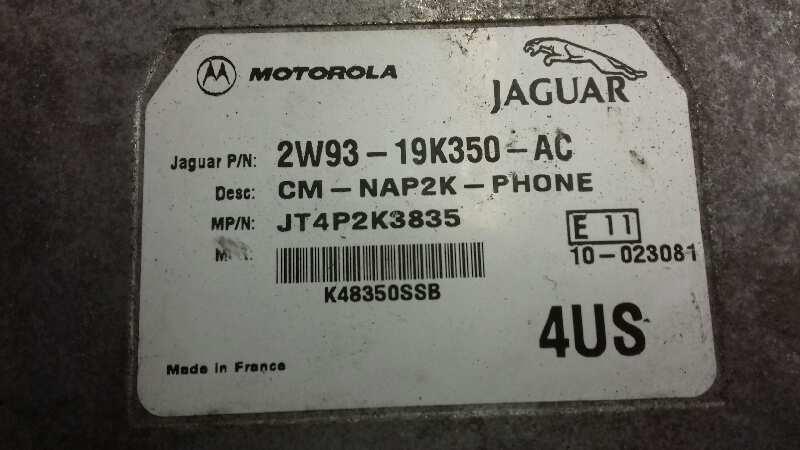 MOTOROLA
JAGUAR
Jaguar P/N: 2W93-19K350-AC
Desc: CM-NAP2K-PHONE
MP/N: JT4P2K3835
E 11
10-023081
K48350SSB
4US
Made in France